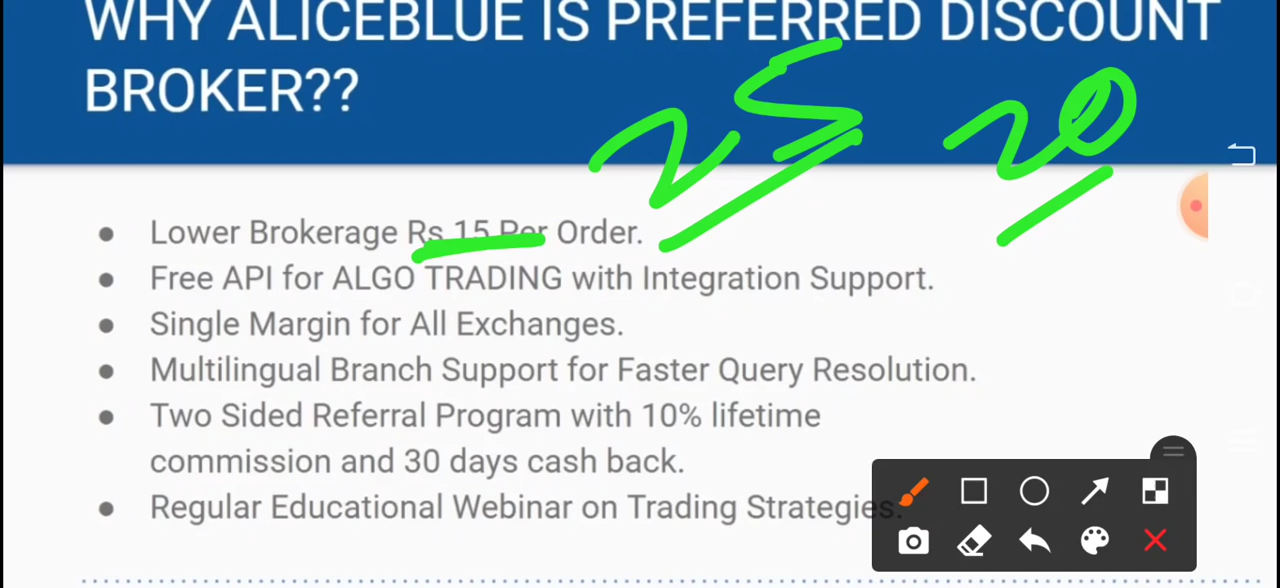 WHY ALICEBLUE IS PREFERRED DISCOUNT
BROKER??
25 20
● Lower Brokerage Rs 15 Per Order.
● Free API for ALGO TRADING with Integration Support.
● Single Margin for All Exchanges.
● Multilingual Branch Support for Faster Query Resolution.
● Two Sided Referral Program with 10% lifetime
commission and 30 days cash back.
● Regular Educational Webinar on Trading Strategies.